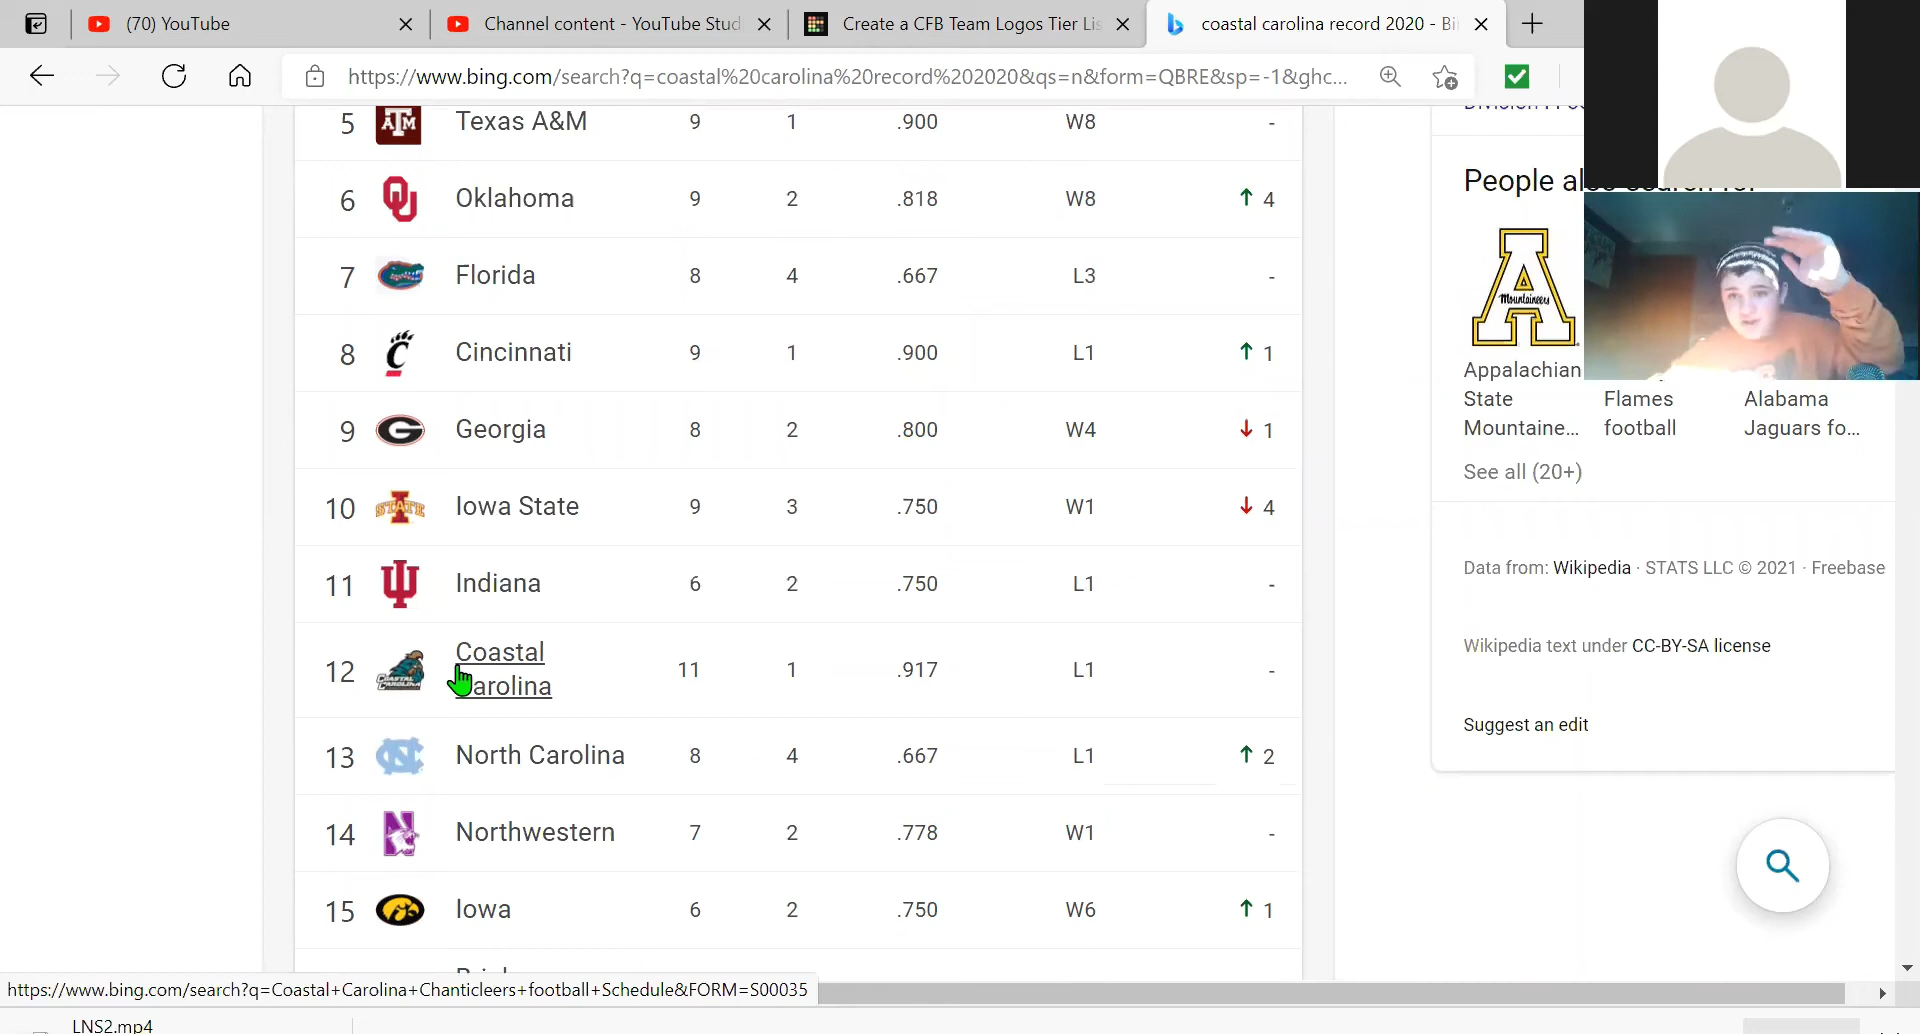 (70) YouTube
Channel content - YouTube Stud
Create a CFB Team Logos Tier Lis
coastal carolina record 2020 - Bi
https://www.bing.com/search?q=coastal%20carolina%20record%202020&qs=n&form=QBRE&sp=-1&ghc...
5 Texas A&M 9 1 .900 W8 -
6 Oklahoma 9 2 .818 W8 ↑ 4
7 Florida 8 4 .667 L3 -
8 Cincinnati 9 1 .900 L1 ↑ 1
9 Georgia 8 2 .800 W4 ↓ 1
10 Iowa State 9 3 .750 W1 ↓ 4
11 Indiana 6 2 .750 L1 -
12 Coastal Carolina 11 1 .917 L1 -
13 North Carolina 8 4 .667 L1 ↑ 2
14 Northwestern 7 2 .778 W1 -
15 Iowa 6 2 .750 W6 ↑ 1
People also search for
Mountaineers
Appalachian
State
Mountaine...
Flames
football
Alabama
Jaguars fo...
See all (20+)
Data from: Wikipedia · STATS LLC © 2021 · Freebase
Wikipedia text under CC-BY-SA license
Suggest an edit
https://www.bing.com/search?q=Coastal+Carolina+Chanticleers+football+Schedule&FORM=S00035
LNS2.mp4